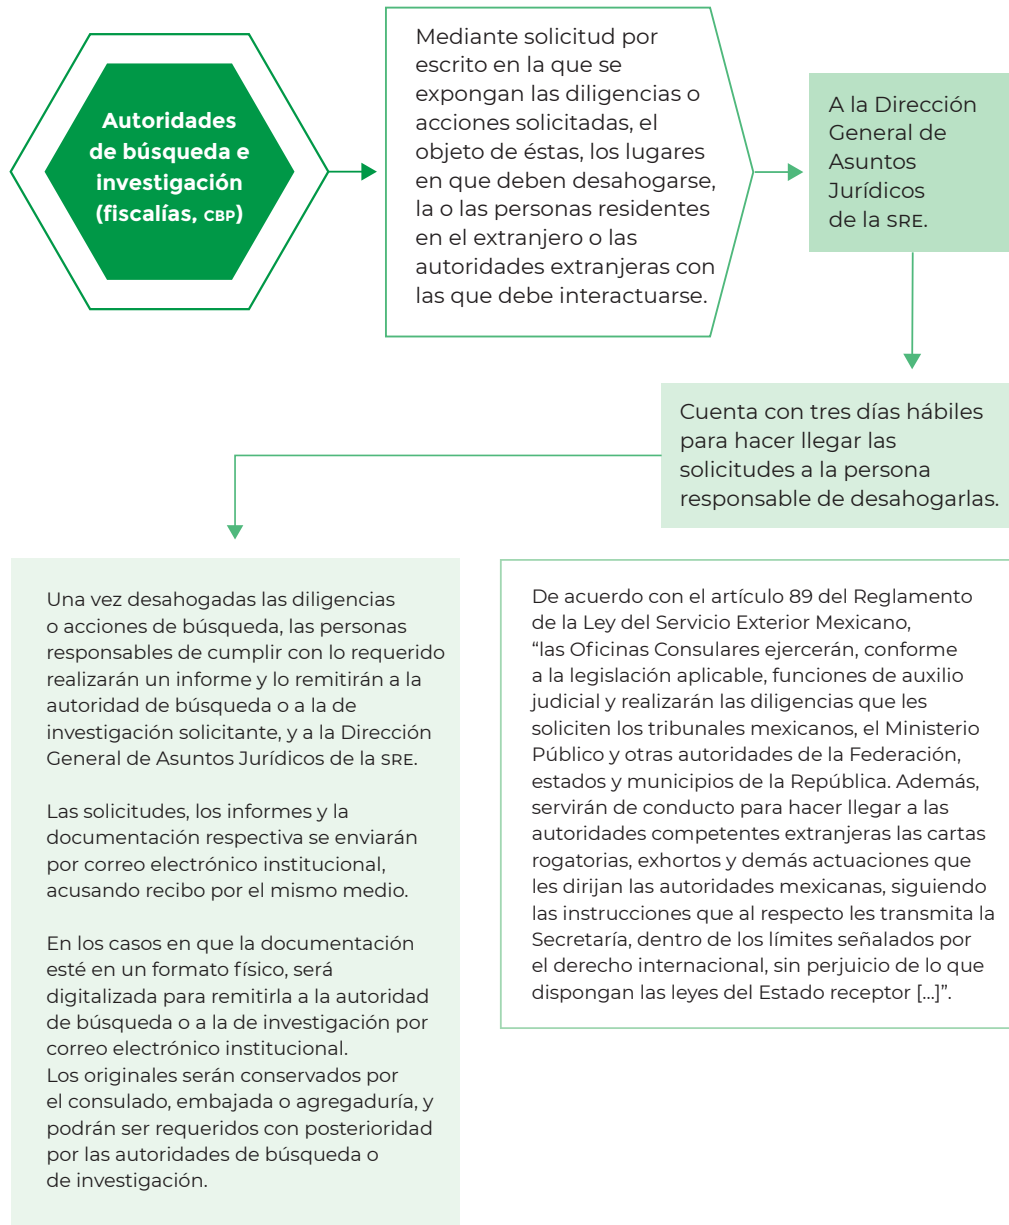 Autoridades
de búsqueda e
investigación
(fiscalías, CBP)
Mediante solicitud por
escrito en la que se
expongan las diligencias o
acciones solicitadas, el
objeto de éstas, los lugares
en que deben desahogarse,
la o las personas residentes
en el extranjero o las
autoridades extranjeras con
las que debe interactuarse.
A la Dirección
General de
Asuntos
Jurídicos
de la SRE.
Cuenta con tres días hábiles
para hacer llegar las
solicitudes a la persona
responsable de desahogarlas.
Una vez desahogadas las diligencias
o acciones de búsqueda, las personas
responsables de cumplir con lo requerido
realizarán un informe y lo remitirán a la
autoridad de búsqueda o a la de
investigación solicitante, y a la Dirección
General de Asuntos Jurídicos de la SRE.
Las solicitudes, los informes y la
documentación respectiva se enviarán
por correo electrónico institucional,
acusando recibo por el mismo medio.
En los casos en que la documentación
esté en un formato físico, será
digitalizada para remitirla a la autoridad
de búsqueda o a la de investigación por
correo electrónico institucional.
Los originales serán conservados por
el consulado, embajada o agregaduría, y
podrán ser requeridos con posterioridad
por las autoridades de búsqueda o
de investigación.
De acuerdo con el artículo 89 del Reglamento
de la Ley del Servicio Exterior Mexicano,
“las Oficinas Consulares ejercerán, conforme
a la legislación aplicable, funciones de auxilio
judicial y realizarán las diligencias que les
soliciten los tribunales mexicanos, el Ministerio
Público y otras autoridades de la Federación,
estados y municipios de la República. Además,
servirán de conducto para hacer llegar a las
autoridades competentes extranjeras las cartas
rogatorias, exhortos y demás actuaciones que
les dirijan las autoridades mexicanas, siguiendo
las instrucciones que al respecto les transmita la
Secretaría, dentro de los límites señalados por
el derecho internacional, sin perjuicio de lo que
dispongan las leyes del Estado receptor [...]”.